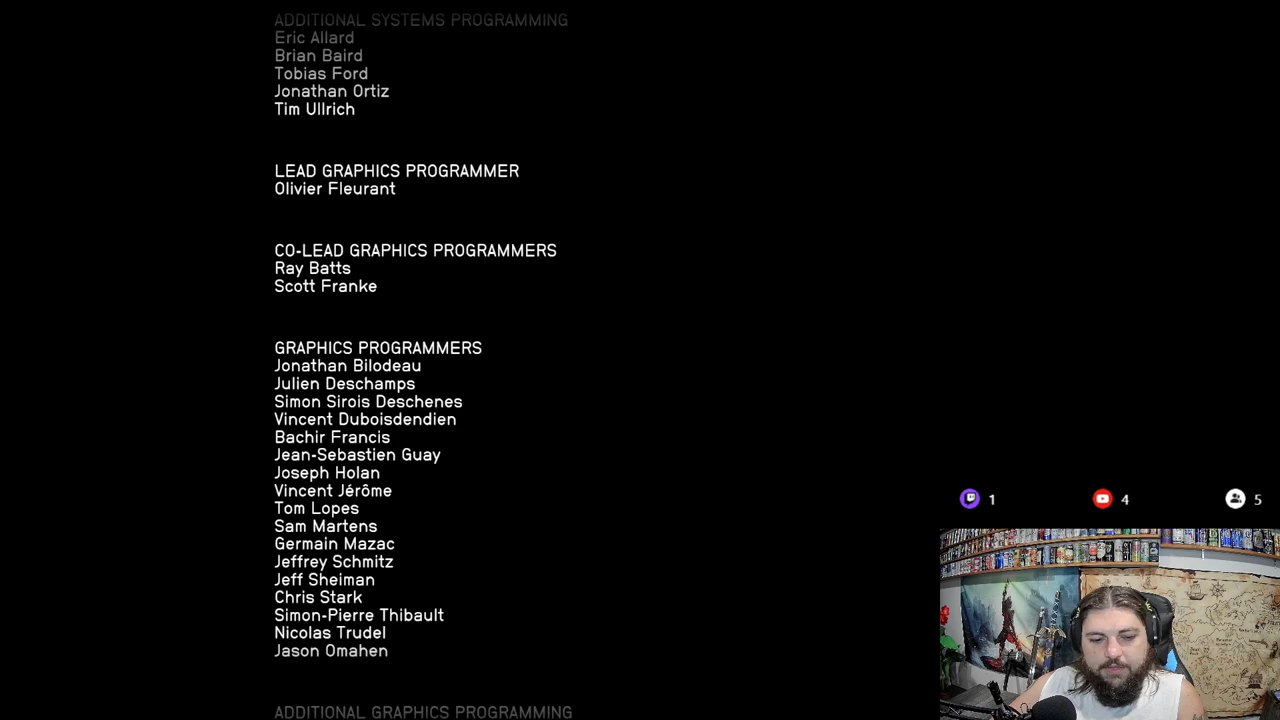 ADDITIONAL SYSTEMS PROGRAMMING
Eric Allard
Brian Baird
Tobias Ford
Jonathan Ortiz
Tim Ullrich
LEAD GRAPHICS PROGRAMMER
Olivier Fleurant
CO-LEAD GRAPHICS PROGRAMMERS
Ray Batts
Scott Franke
GRAPHICS PROGRAMMERS
Jonathan Bilodeau
Julien Deschamps
Simon Sirois Deschenes
Vincent Duboisdendien
Bachir Francis
Jean-Sebastien Guay
Joseph Holan
Vincent Jérôme
Tom Lopes
Sam Martens
Germain Mazac
Jeffrey Schmitz
Jeff Sheiman
Chris Stark
Simon-Pierre Thibault
Nicolas Trudel
Jason Omahen
ADDITIONAL GRAPHICS PROGRAMMING
1 4 5